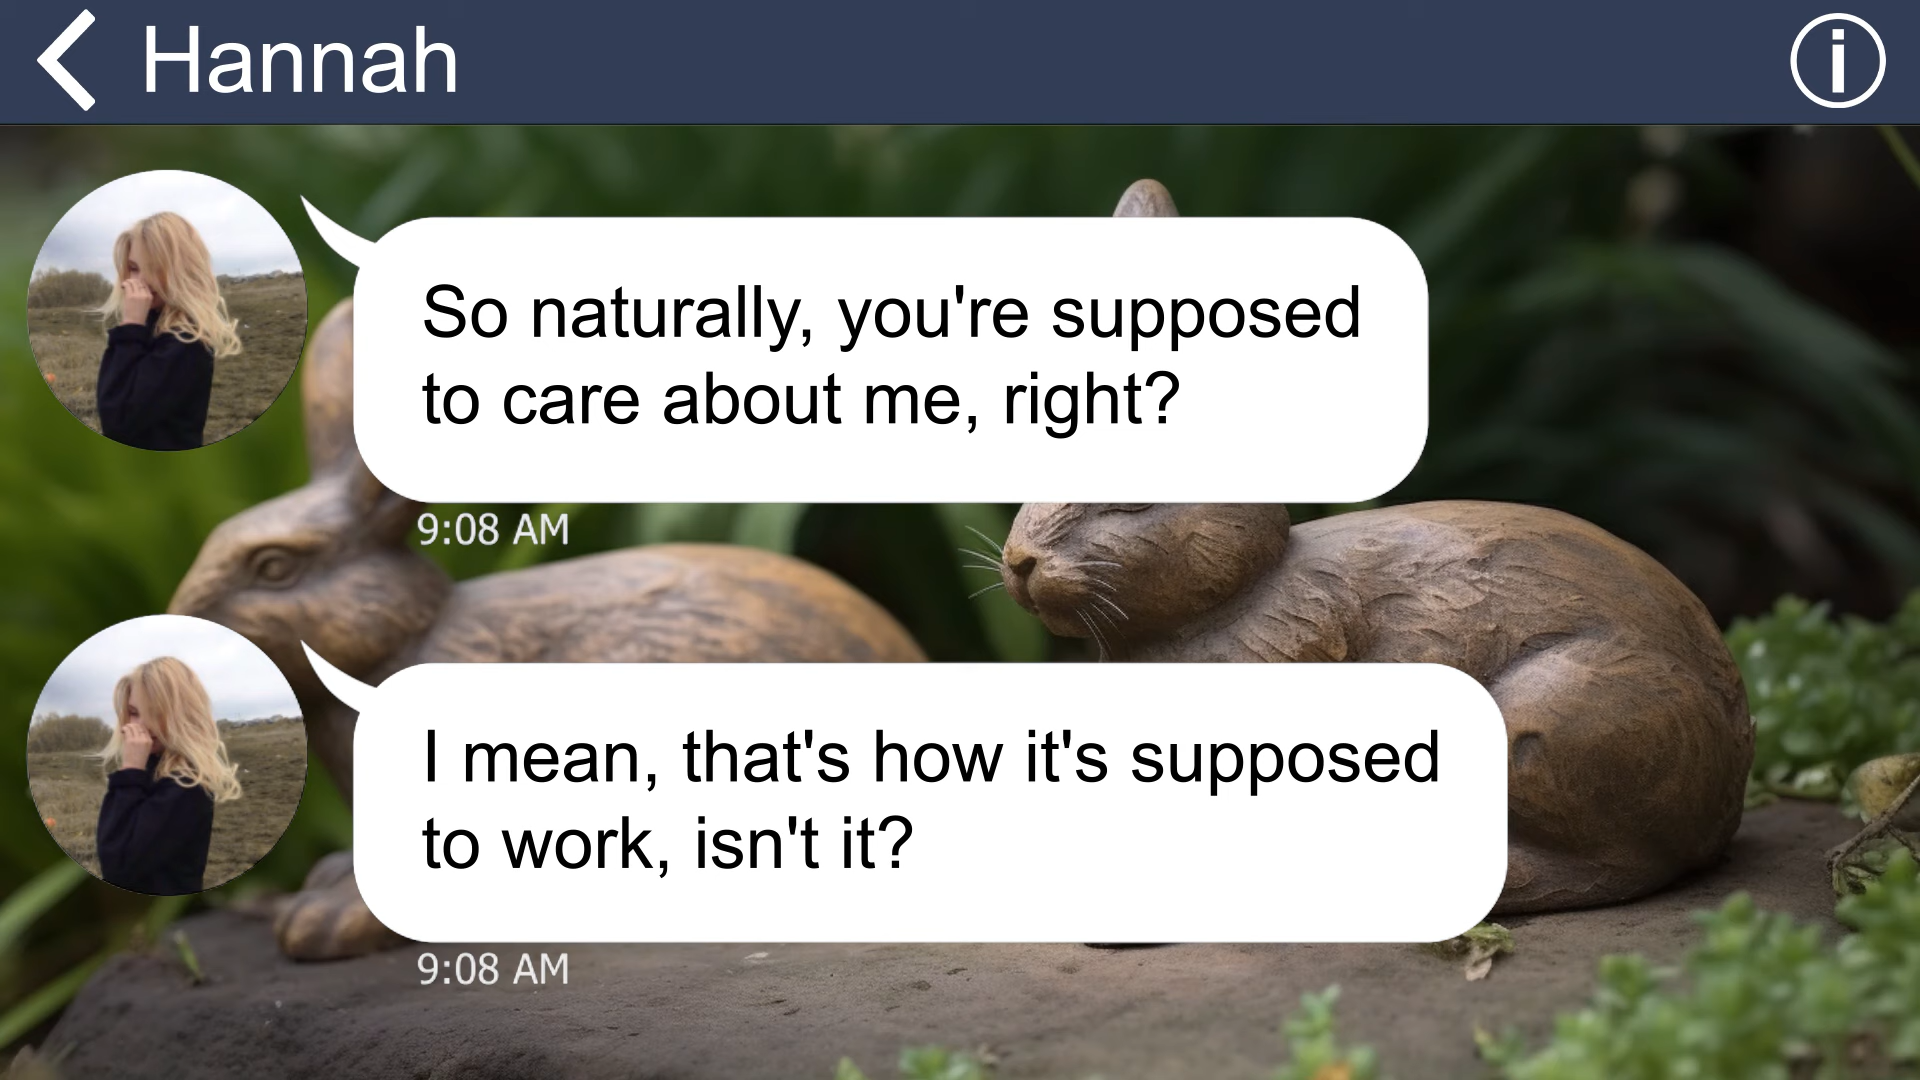 Hannah
So naturally, you're supposed
to care about me, right?
9:08 AM
I mean, that's how it's supposed
to work, isn't it?
9:08 AM